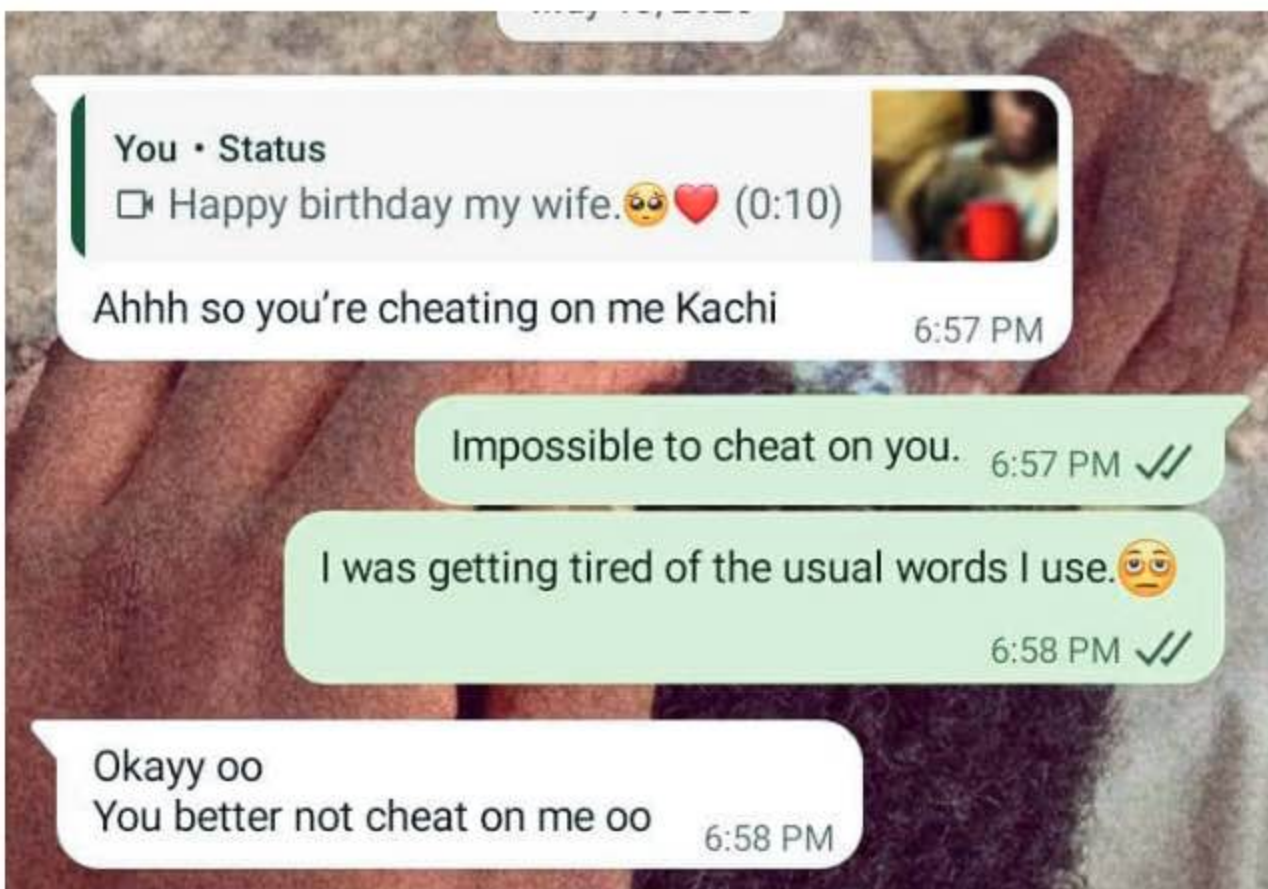 You • Status
Happy birthday my wife.🥺❤️ (0:10)
Ahhh so you’re cheating on me Kachi
6:57 PM
Impossible to cheat on you.
6:57 PM
I was getting tired of the usual words I use.😩
6:58 PM
Okayy oo
You better not cheat on me oo
6:58 PM